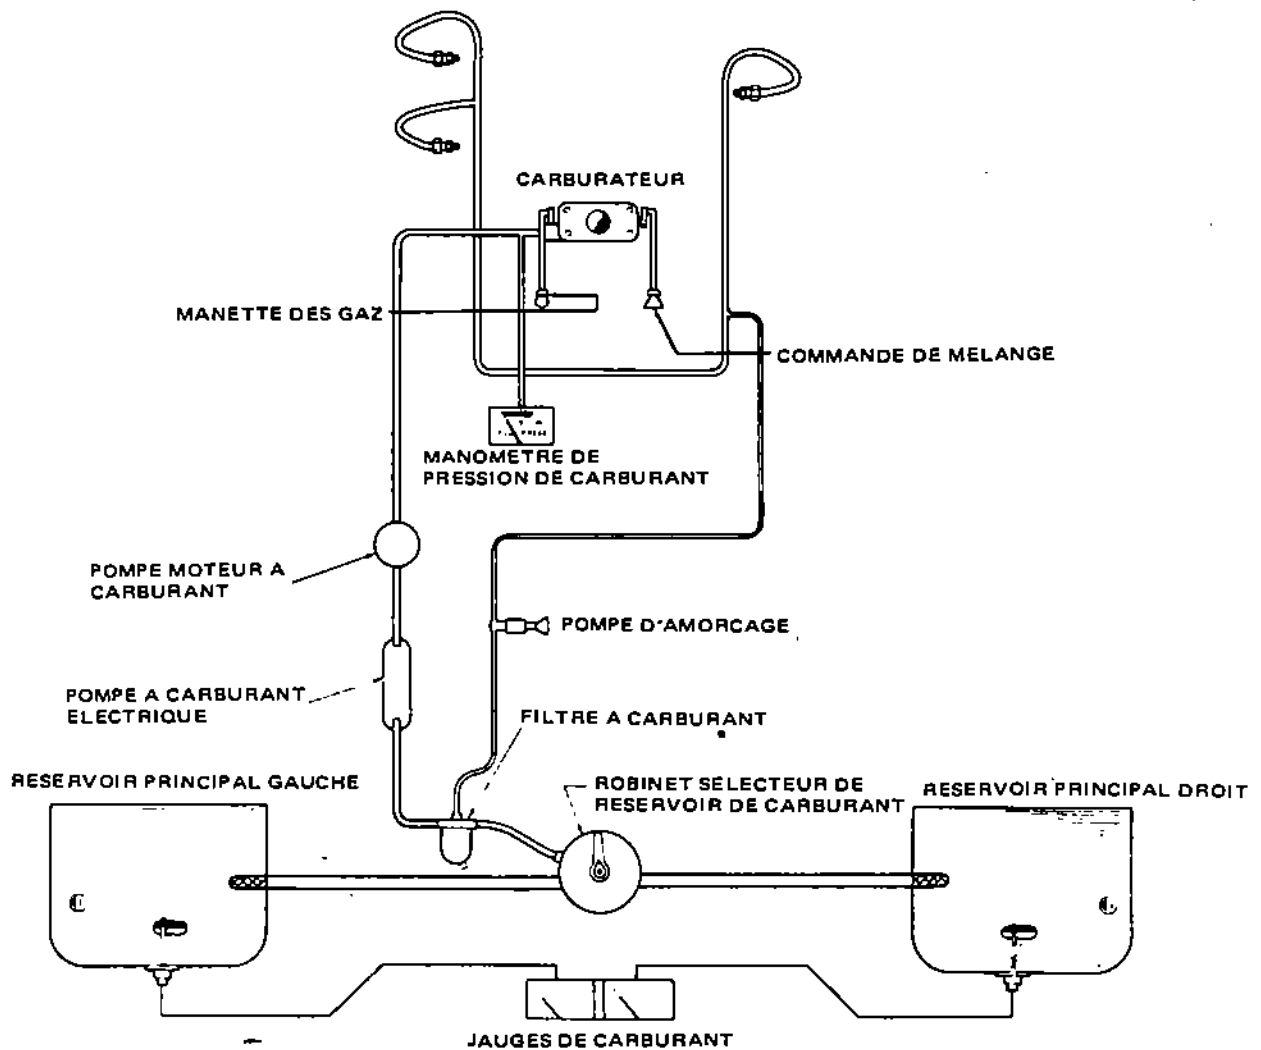 CARBURATEUR
MANETTE DES GAZ
COMMANDE DE MELANGE
MANOMETRE DE
PRESSION DE CARBURANT
POMPE MOTEUR A
CARBURANT
POMPE D'AMORCAGE
POMPE A CARBURANT
ELECTRIQUE
FILTRE A CARBURANT
RESERVOIR PRINCIPAL GAUCHE
ROBINET SELECTEUR DE
RESERVOIR DE CARBURANT
RESERVOIR PRINCIPAL DROIT
JAUGES DE CARBURANT